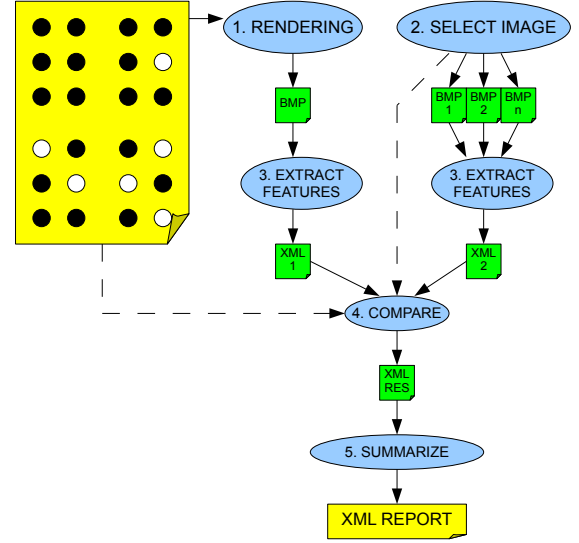 1. RENDERING
2. SELECT IMAGE
BMP
BMP
1
BMP
2
BMP
n
3. EXTRACT
FEATURES
3. EXTRACT
FEATURES
XML
1
XML
2
4. COMPARE
XML
RES
5. SUMMARIZE
XML REPORT